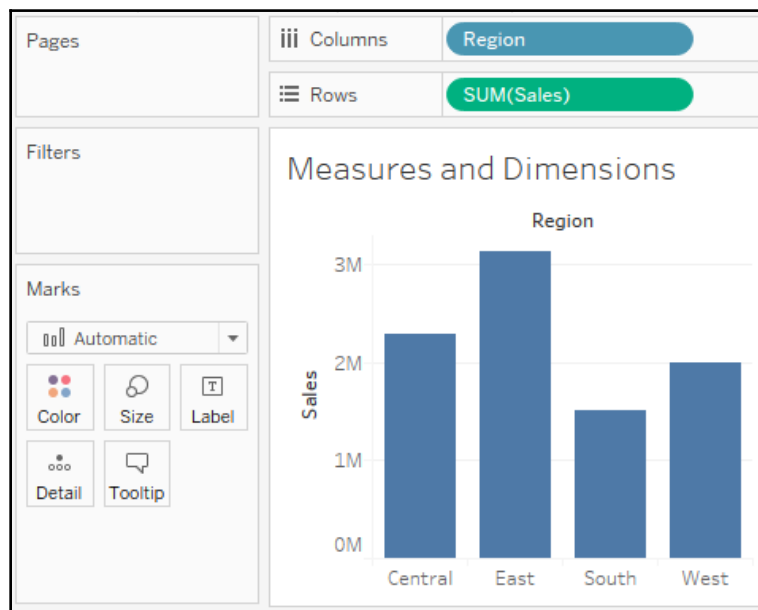 Pages
Columns
Region
Rows
SUM(Sales)
Filters
Measures and Dimensions
Region
Marks
Automatic
Color
Size
T
Label
Detail
Tooltip
Sales
3M
2M
1M
0M
Central
East
South
West